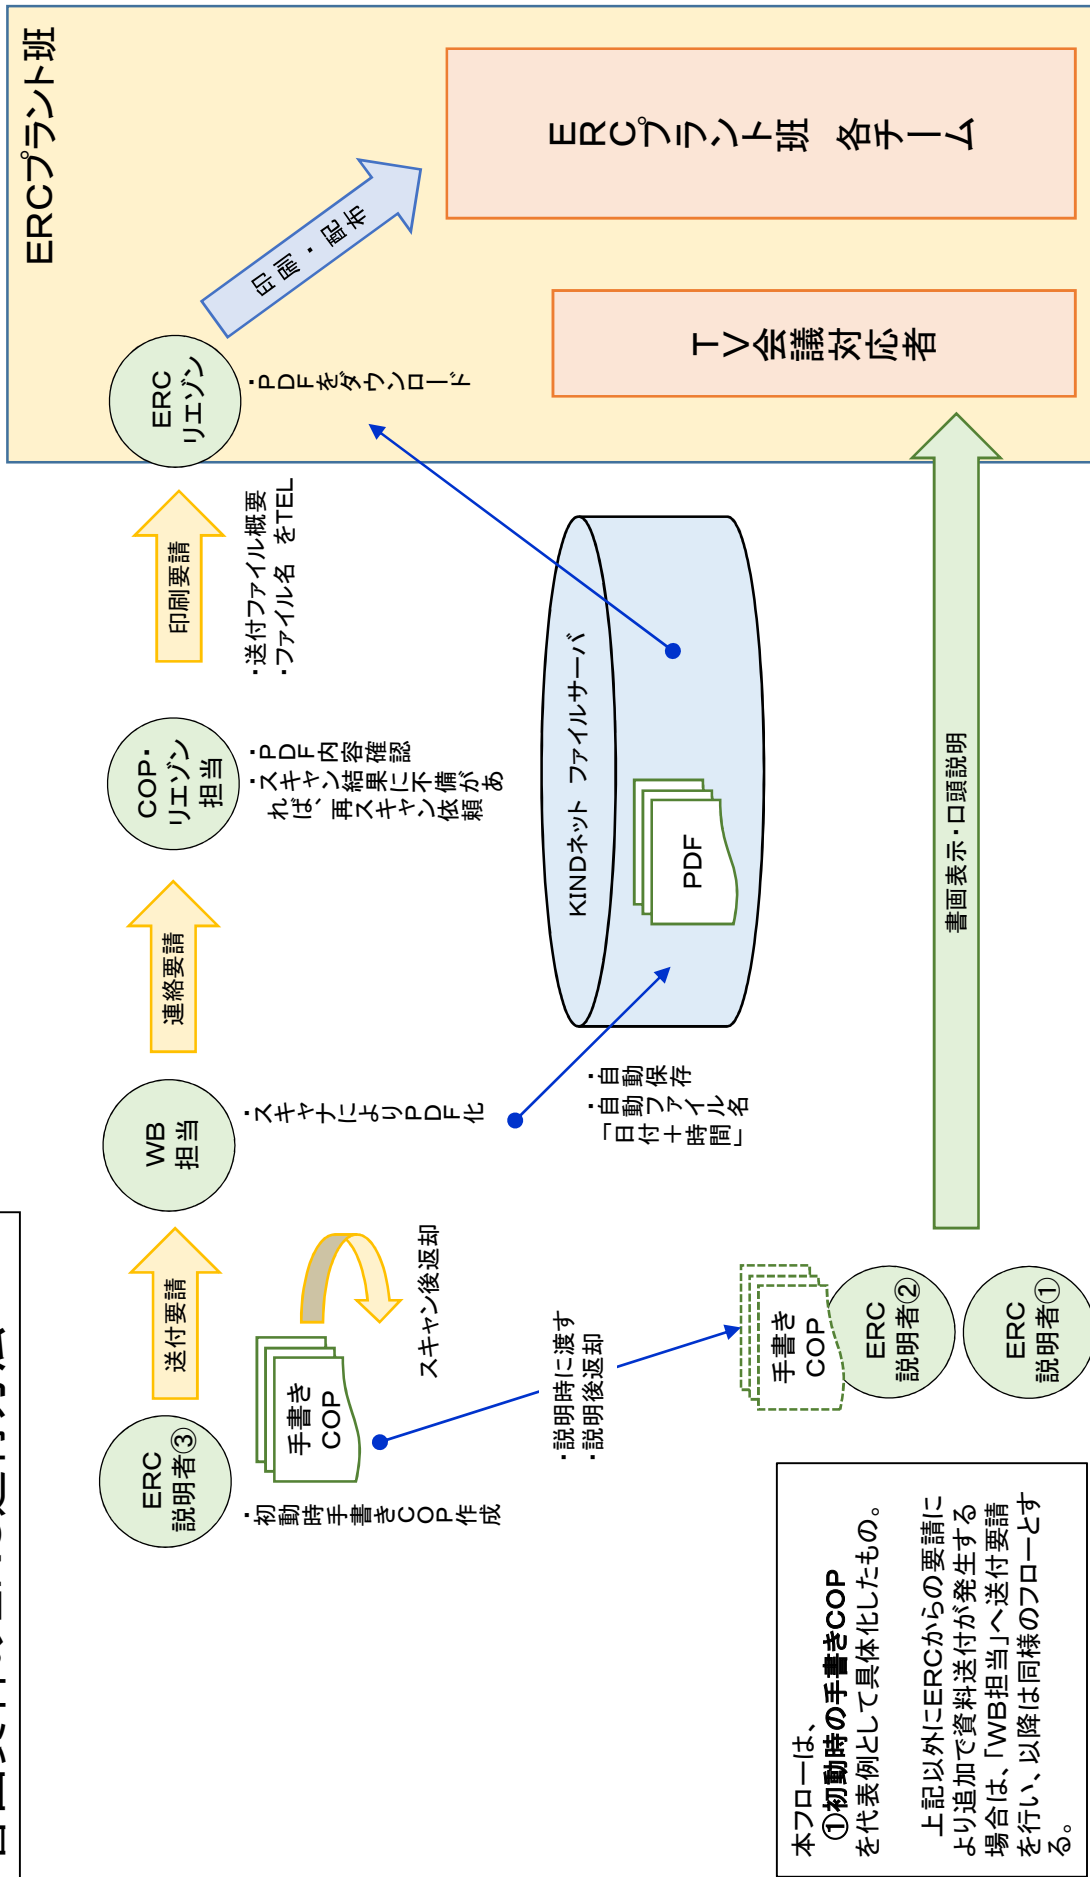 ERCプラント班
ERC
説明者③
・初動時手書きCOP作成
送付要請
WB
担当
・スキャナによりPDF化
連絡要請
COP・
リエゾン
担当
・PDF内容確認
・スキャン結果に不備があ
れば、再スキャン依頼
印刷要請
・送付ファイル概要
・ファイル名 をTEL
ERC
リエゾン
・PDFをダウンロード
印刷・配布
ERCプラント班 各チーム
TV会議対応者
手書き
COP
スキャン後返却
・説明時に渡す
・説明後返却
・自動保存
・自動ファイル名
「日付+時間」
KINDネット ファイルサーバ
PDF
手書き
COP
ERC
説明者②
ERC
説明者①
書画表示・口頭説明
本フローは、
①初動時の手書きCOP
を代表例として具体化したもの。
上記以外にERCからの要請に
より追加で資料送付が発生する
場合は、「WB担当」へ送付要請
を行い、以降は同様のフローとす
る。